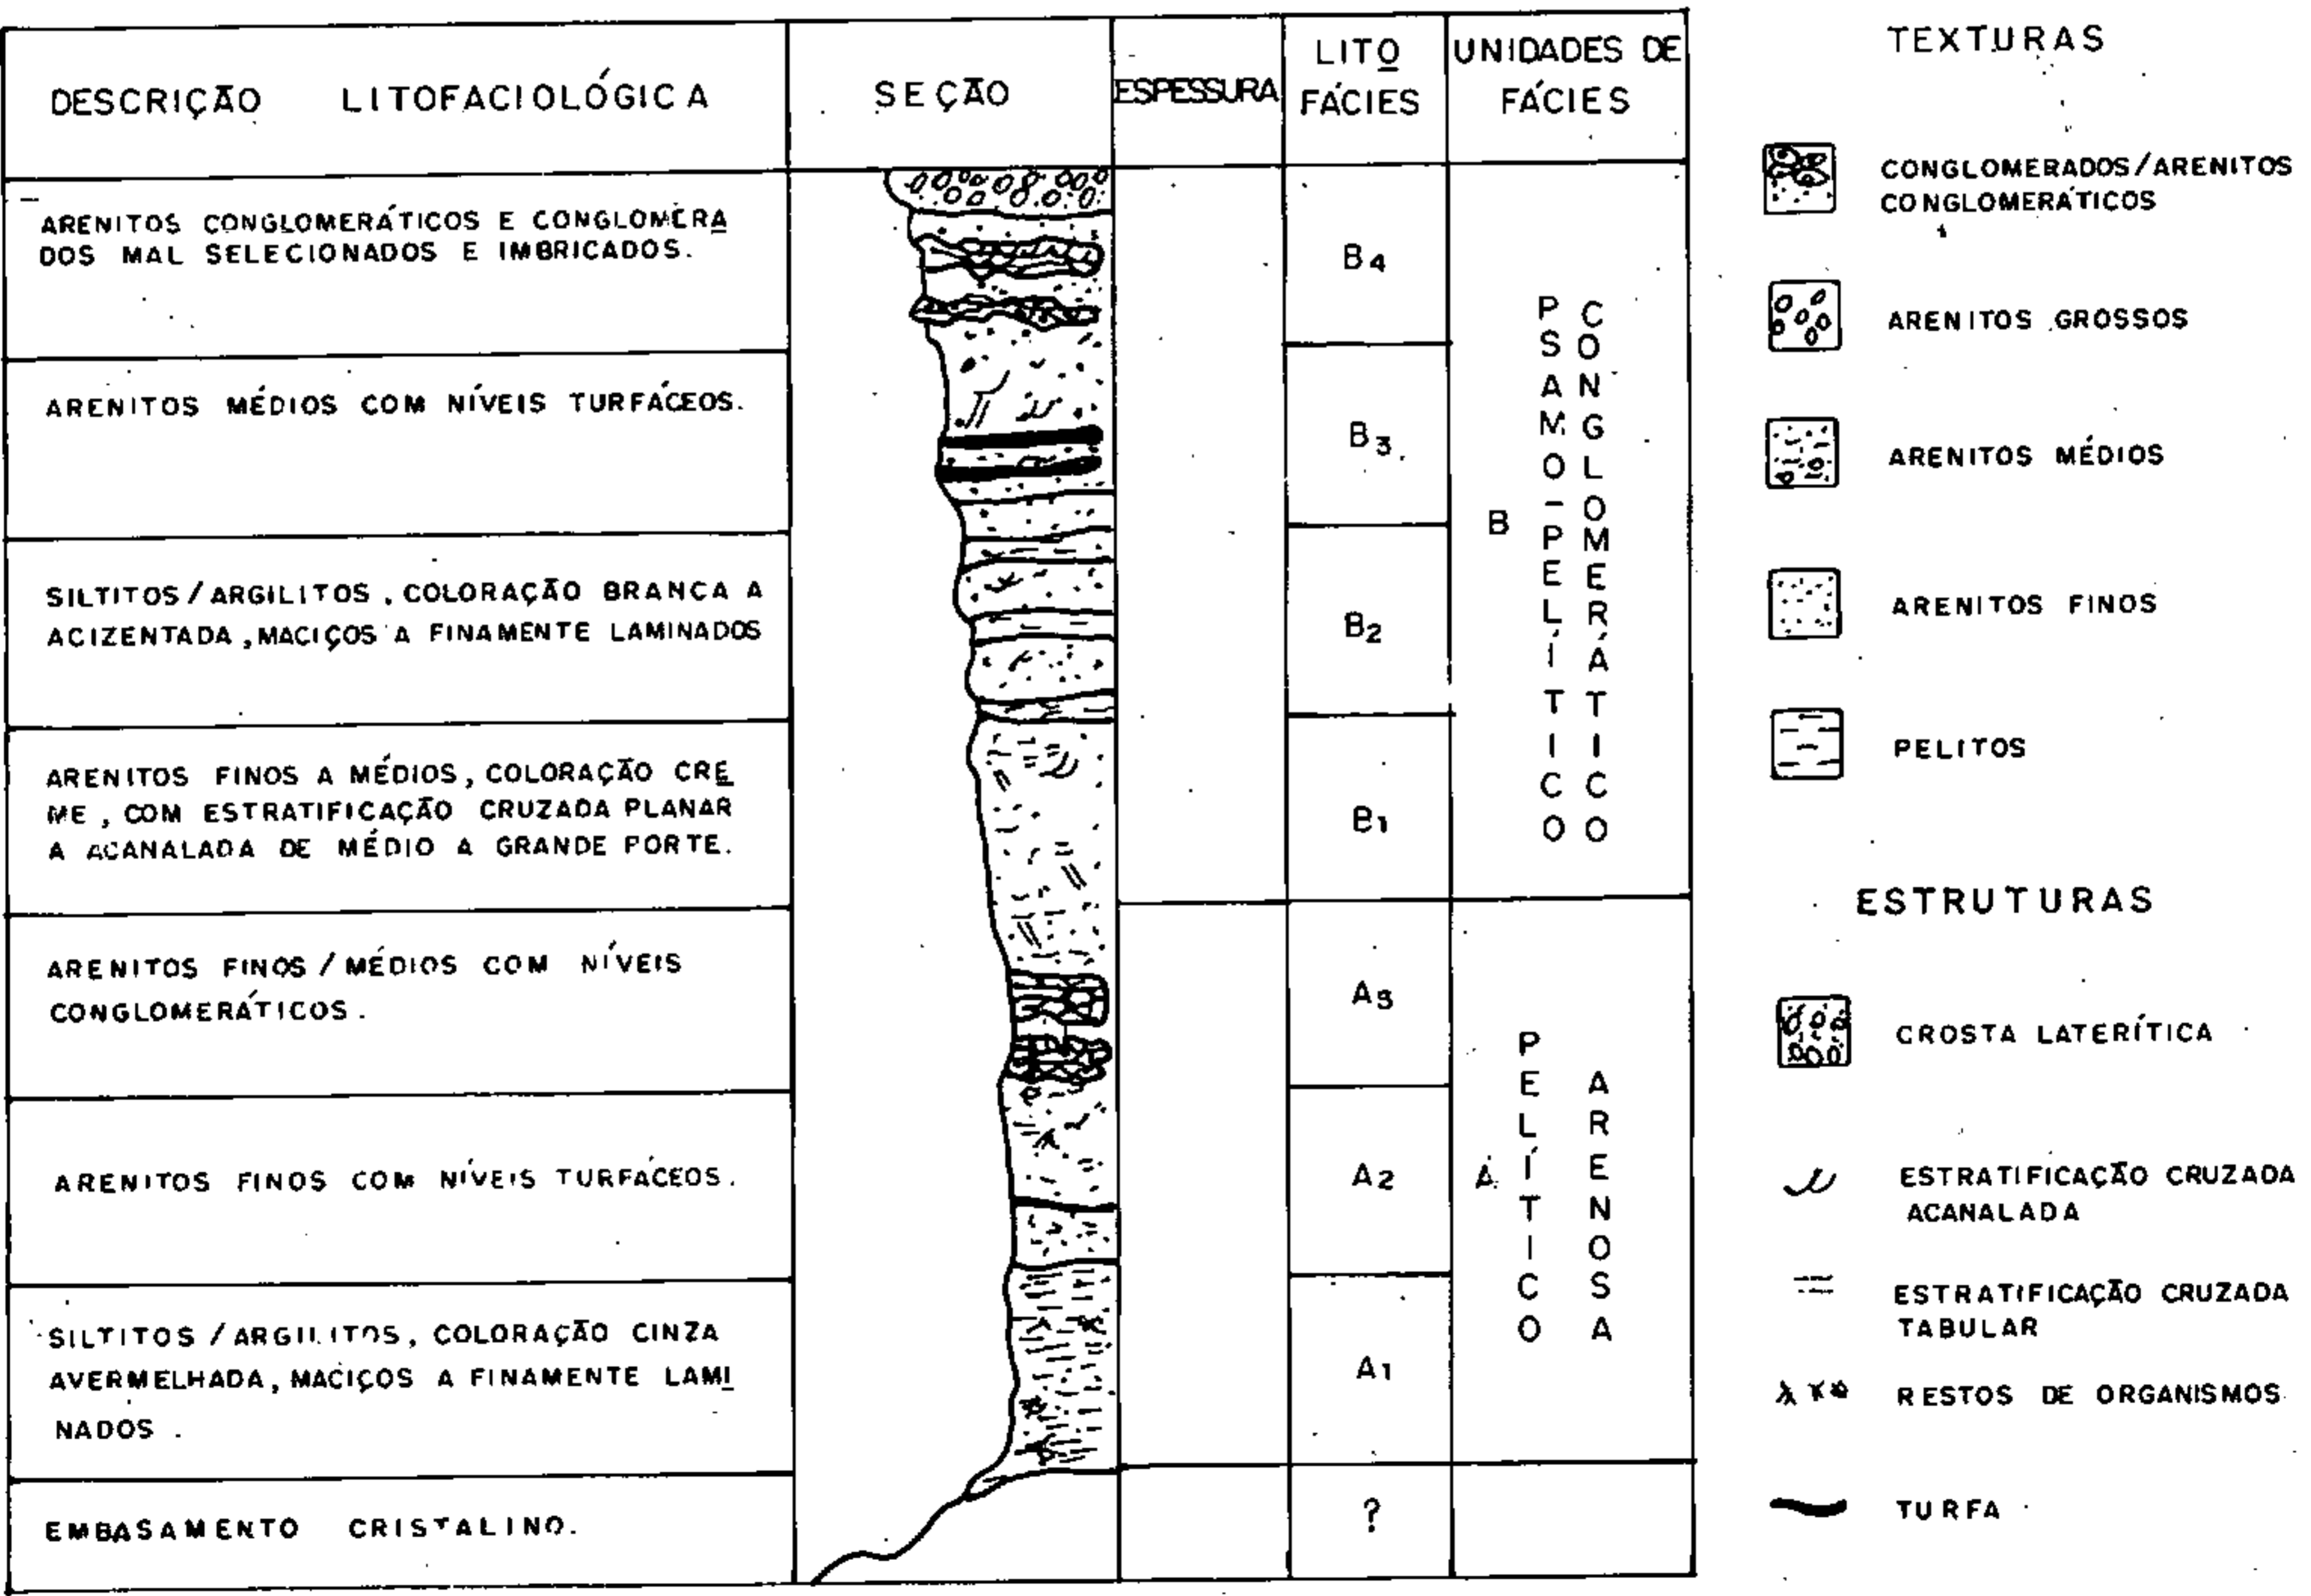 DESCRIÇÃO LITOFACIOLÓGICA
SEÇÃO
ESPESSURA
LITO
FÁCIES
UNIDADES DE
FÁCIES
ARENITOS CONGLOMERÁTICOS E CONGLOMERA
DOS MAL SELECIONADOS E IMBRICADOS.
B4
ARENITOS MÉDIOS COM NÍVEIS TURFÁCEOS.
B3
SILTITOS/ARGILITOS, COLORAÇÃO BRANCA A
ACIZENTADA, MACIÇOS A FINAMENTE LAMINADOS
B2
ARENITOS FINOS A MÉDIOS, COLORAÇÃO CRE
ME, COM ESTRATIFICAÇÃO CRUZADA PLANAR
A ACANALADA DE MÉDIO A GRANDE PORTE.
B1
B
PSAMO-PELÍTICO
CONGLOMERÁTICO
ARENITOS FINOS/MÉDIOS COM NÍVEIS
CONGLOMERÁTICOS.
A3
ARENITOS FINOS COM NÍVEIS TURFÁCEOS.
A2
SILTITOS/ARGILITOS, COLORAÇÃO CINZA
AVERMELHADA, MACIÇOS A FINAMENTE LAMI
NADOS.
A1
A
PELÍTICO
ARENOSA
EMBASAMENTO CRISTALINO.
?
TEXTURAS
CONGLOMERADOS/ARENITOS
CONGLOMERÁTICOS
ARENITOS GROSSOS
ARENITOS MÉDIOS
ARENITOS FINOS
PELITOS
ESTRUTURAS
CROSTA LATERÍTICA
ESTRATIFICAÇÃO CRUZADA
ACANALADA
ESTRATIFICAÇÃO CRUZADA
TABULAR
RESTOS DE ORGANISMOS
TURFA